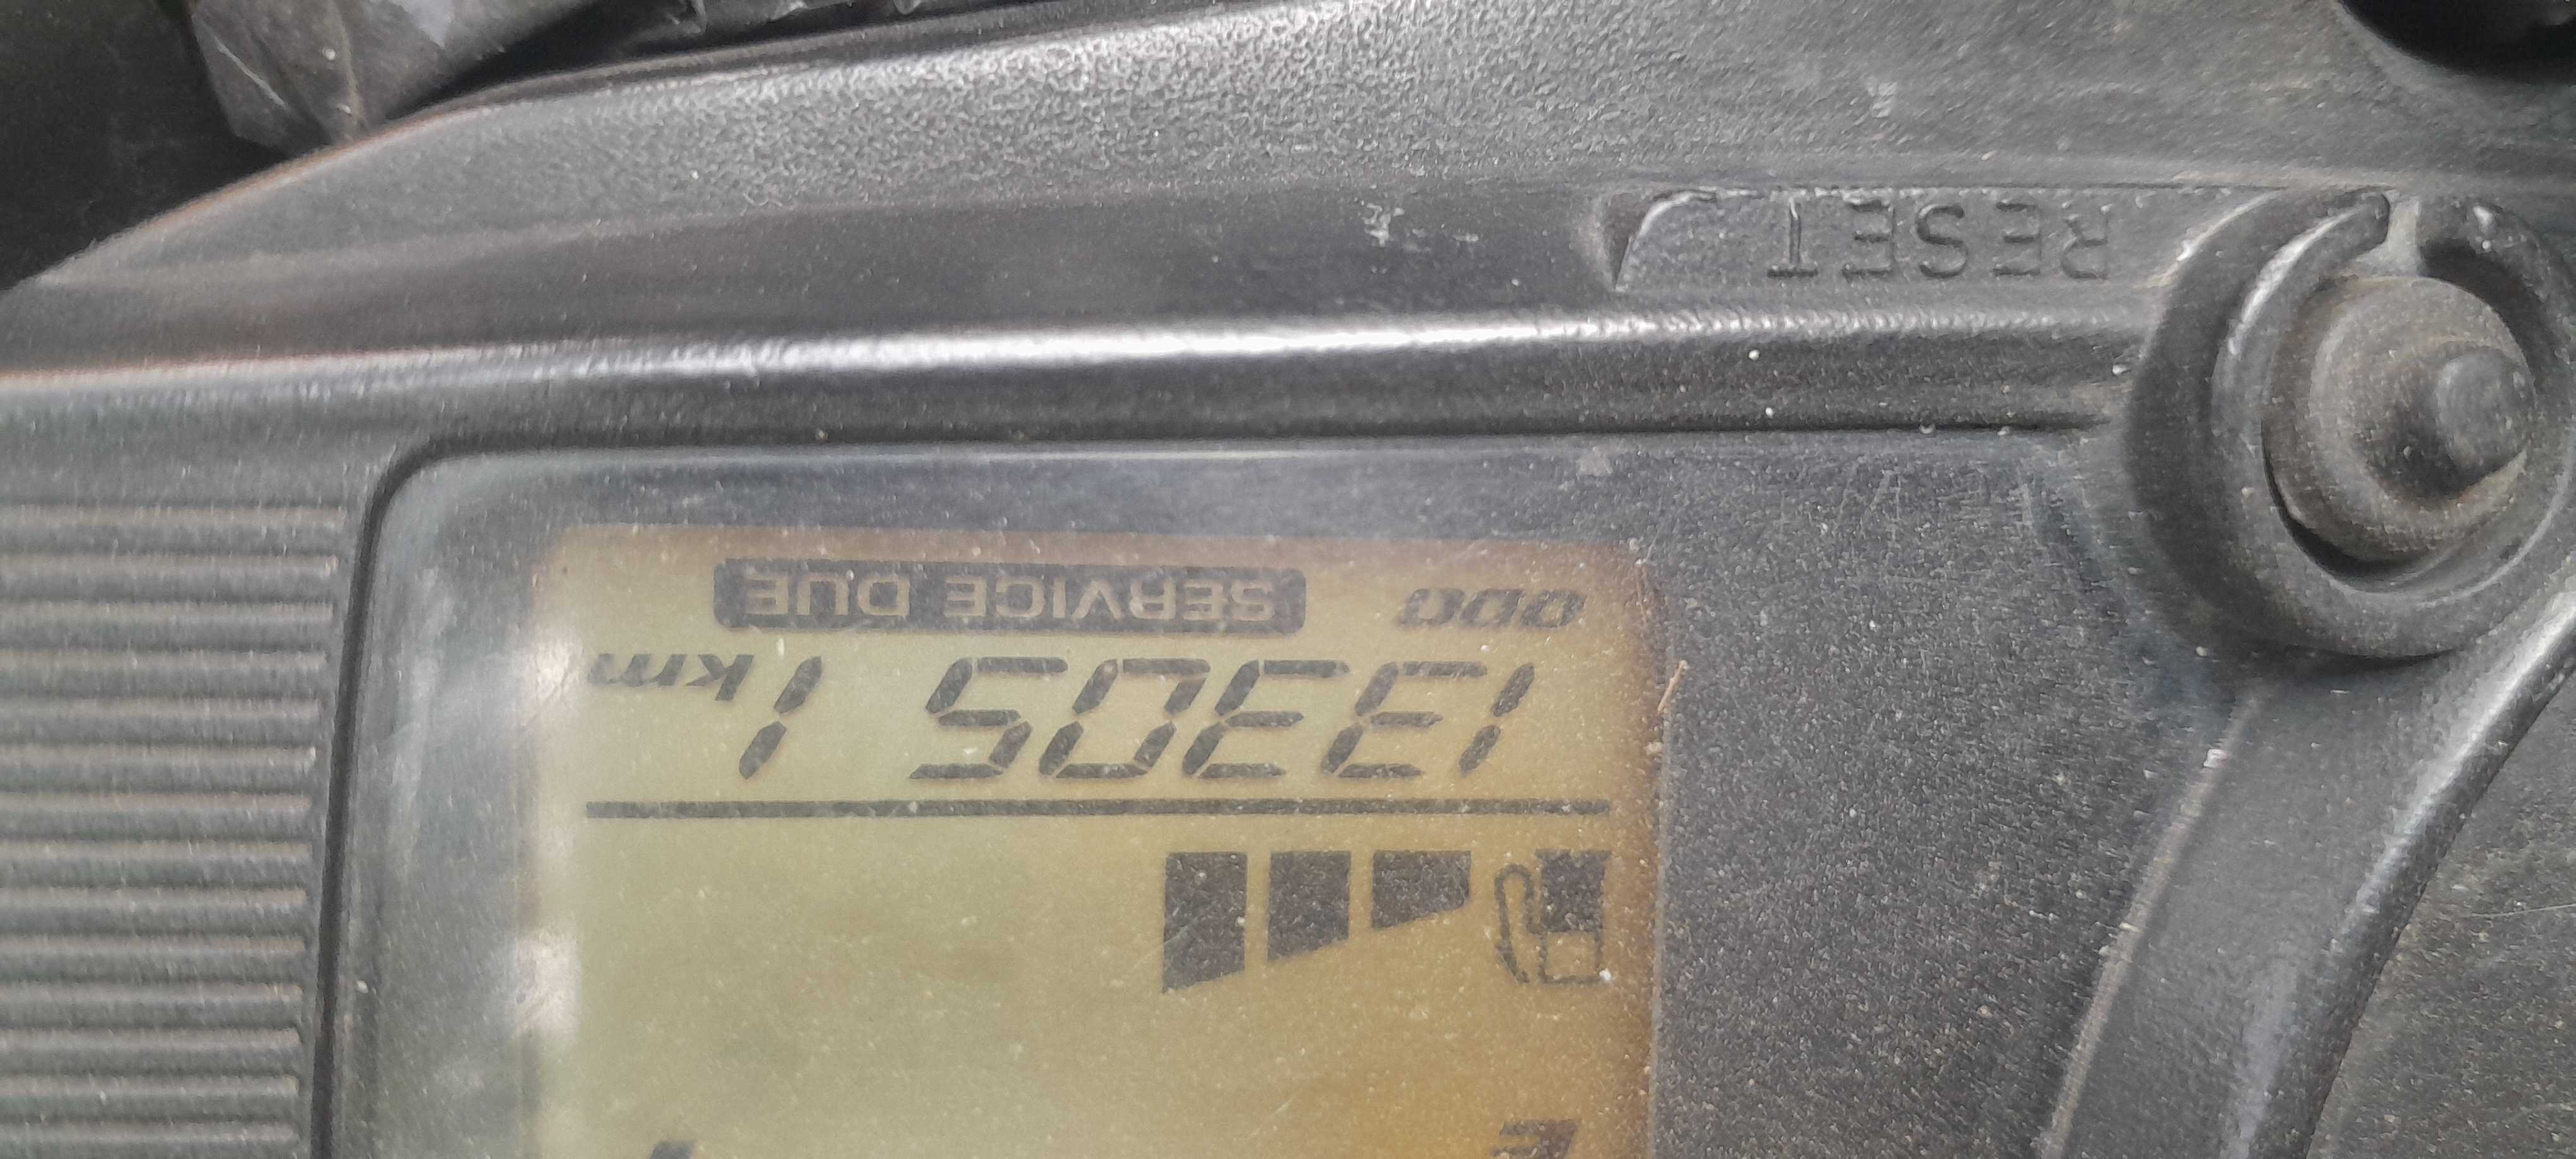 13305 1 km
ODO SERVICE DUE
RESET